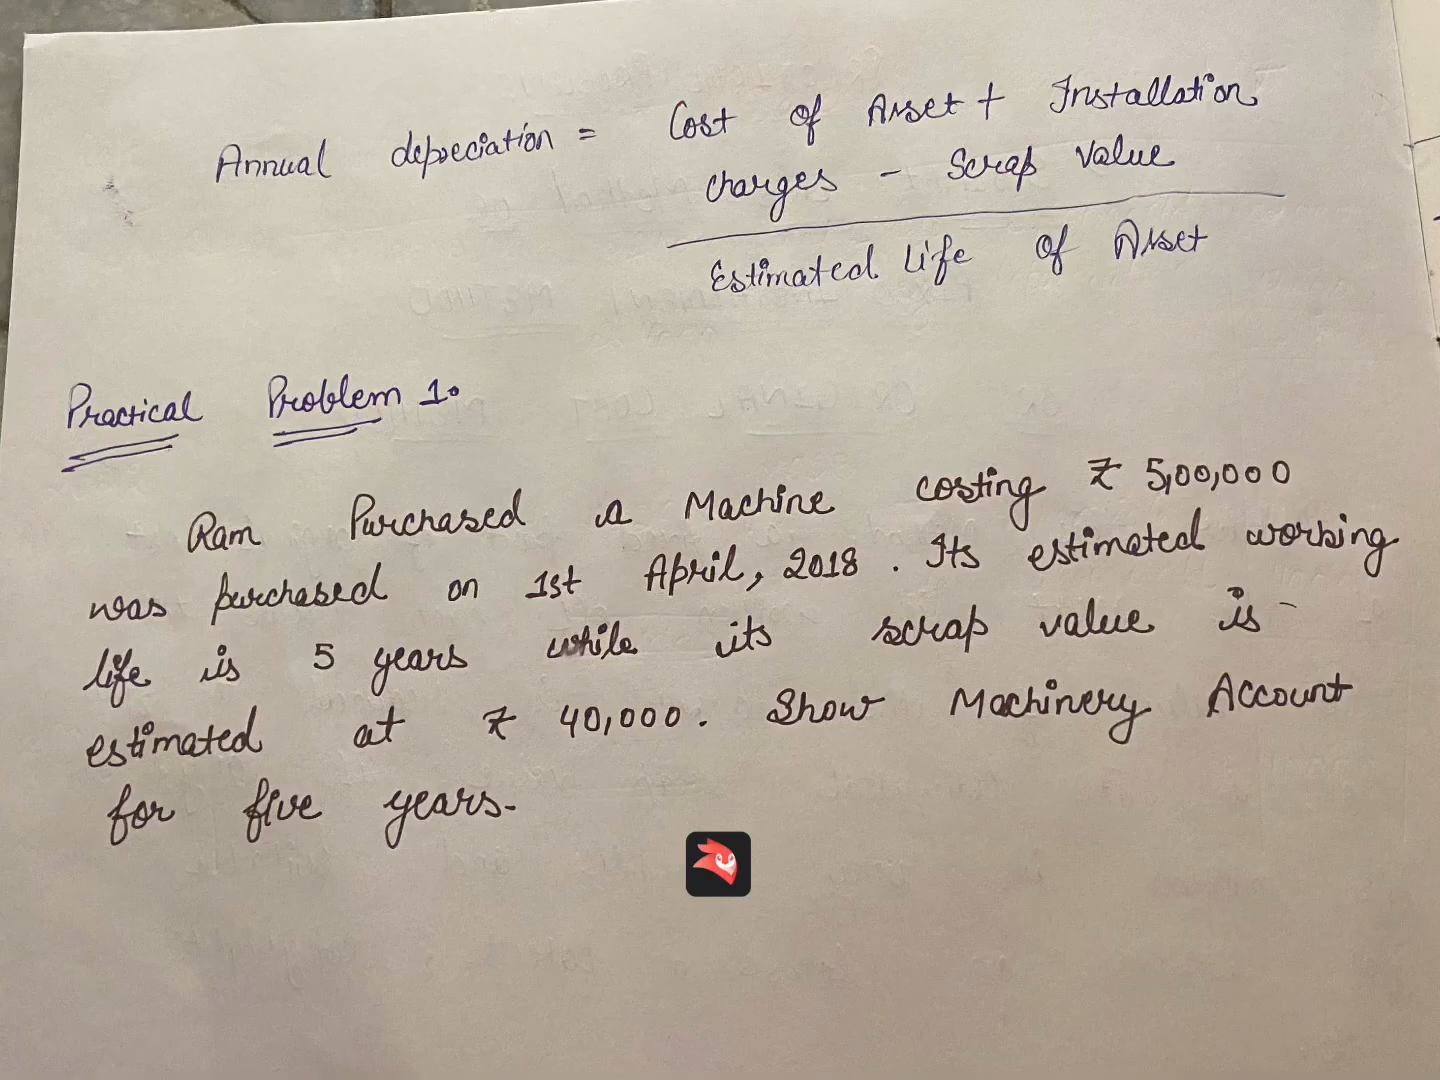 Annual depreciation = Cost of Asset + Installation
charges - Scrap value
Estimated Life of Asset
Practical Problem 1.
Ram Purchased a Machine costing ₹ 5,00,000
was purchased on 1st April, 2018. Its estimated working
life is 5 years while its scrap value is
estimated at ₹ 40,000. Show Machinery Account
for five years.